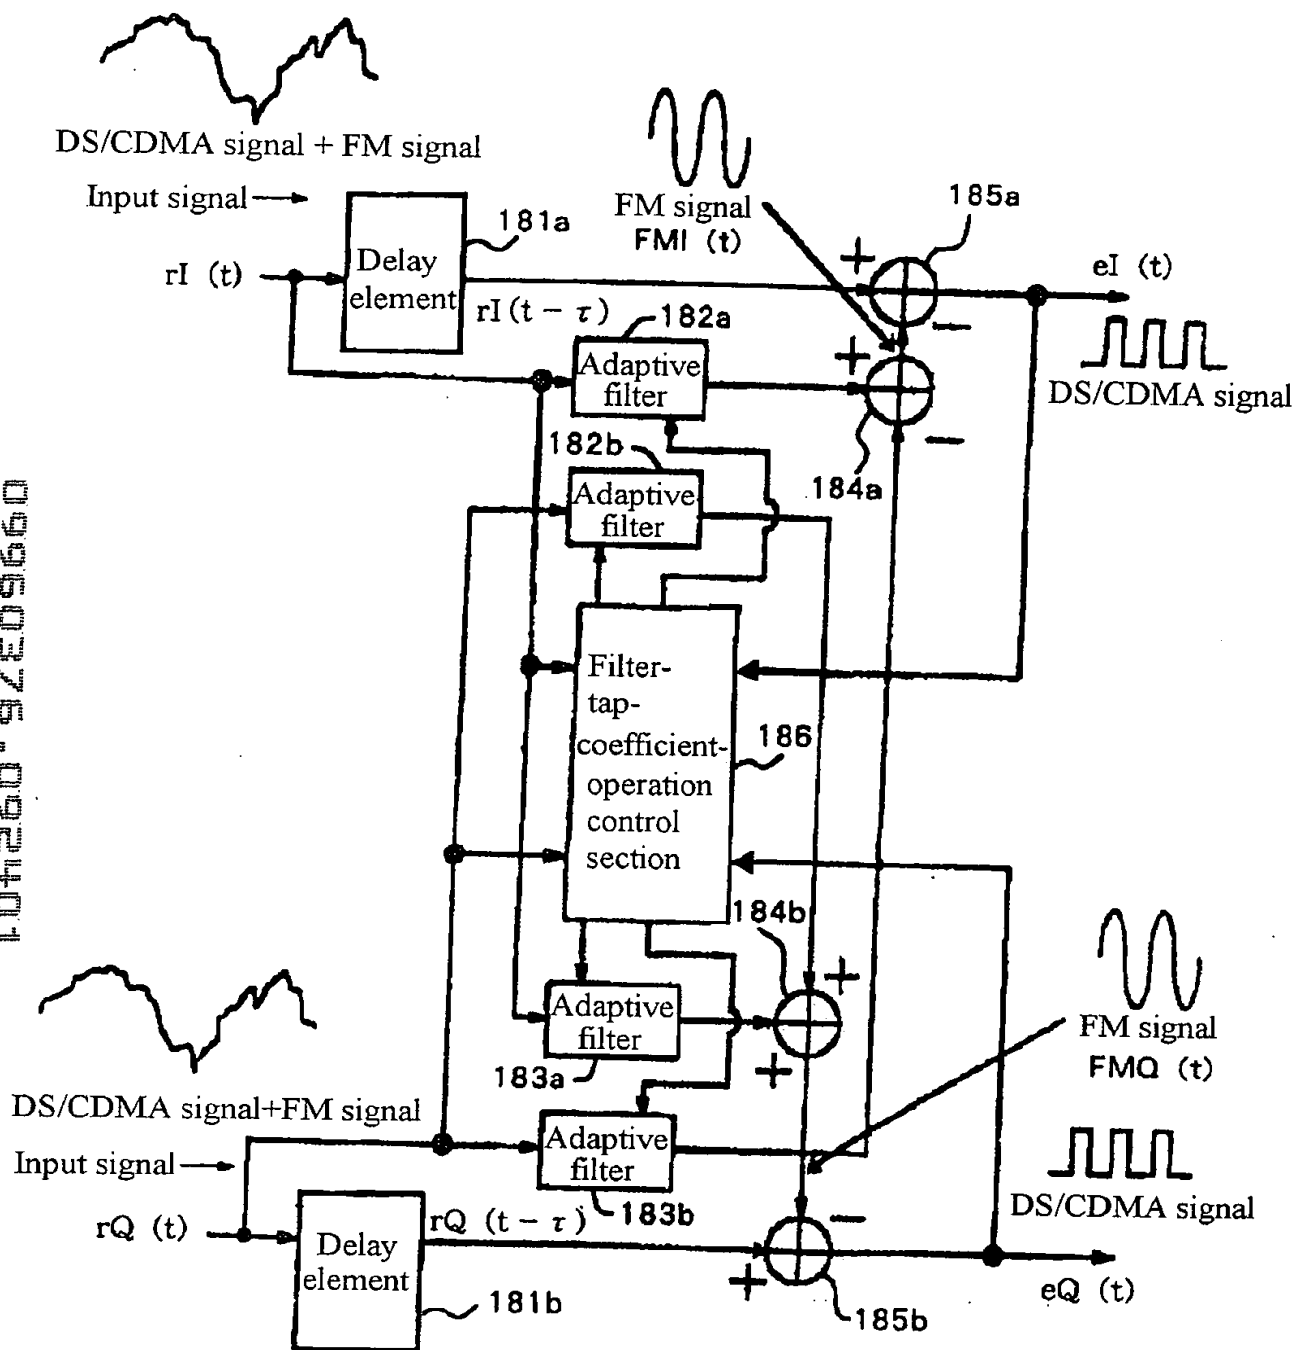 DS/CDMA signal + FM signal
Input signal
rI (t)
Delay
element
181a
rI(t - τ)
FM signal
FMI (t)
185a
+
−
eI (t)
DS/CDMA signal
182a
Adaptive
filter
+
−
184a
182b
Adaptive
filter
Filter-
tap-
coefficient-
operation
control
section
186
184b
+
+
Adaptive
filter
183a
FM signal
FMQ (t)
DS/CDMA signal+FM signal
Input signal
rQ (t)
Adaptive
filter
183b
DS/CDMA signal
Delay
element
181b
rQ (t - τ)
−
+
185b
eQ (t)
09960376.092401